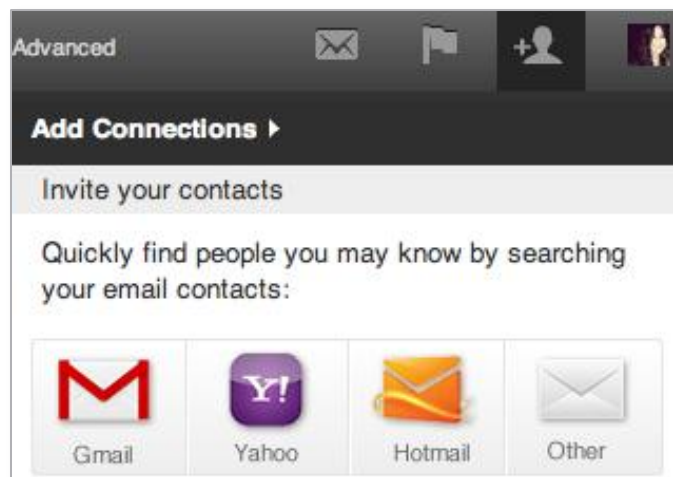 Advanced
Add Connections
Invite your contacts
Quickly find people you may know by searching
your email contacts:
Y!
Gmail Yahoo Hotmail Other